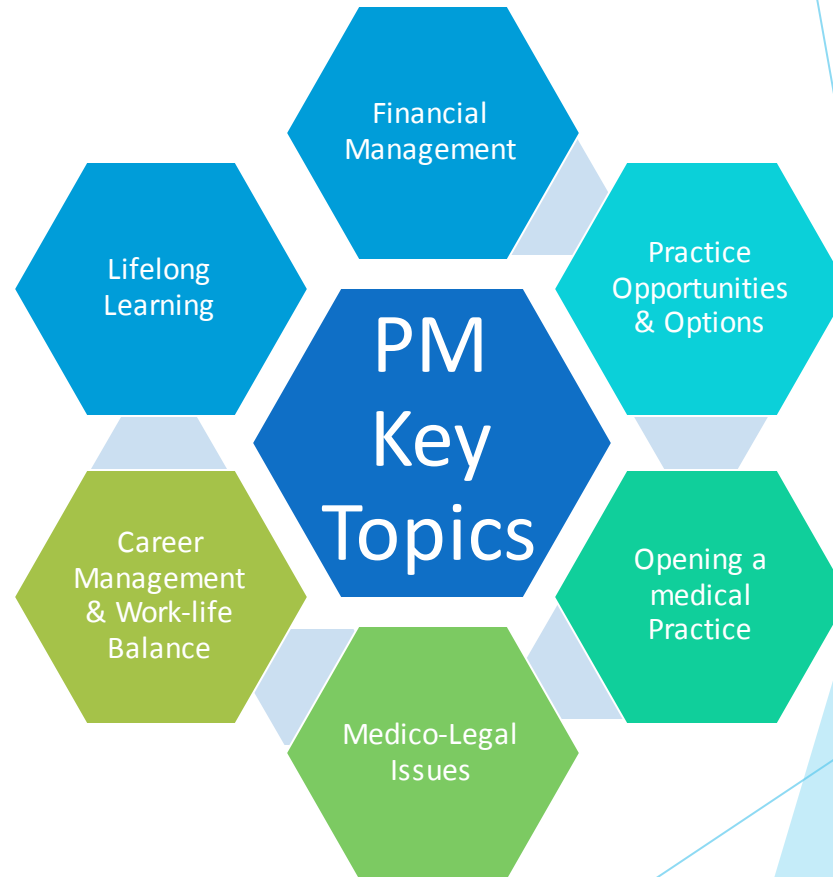 Financial
Management
Practice
Opportunities
& Options
Lifelong
Learning
PM
Key
Topics
Opening a
medical
Practice
Career
Management
& Work-life
Balance
Medico-Legal
Issues